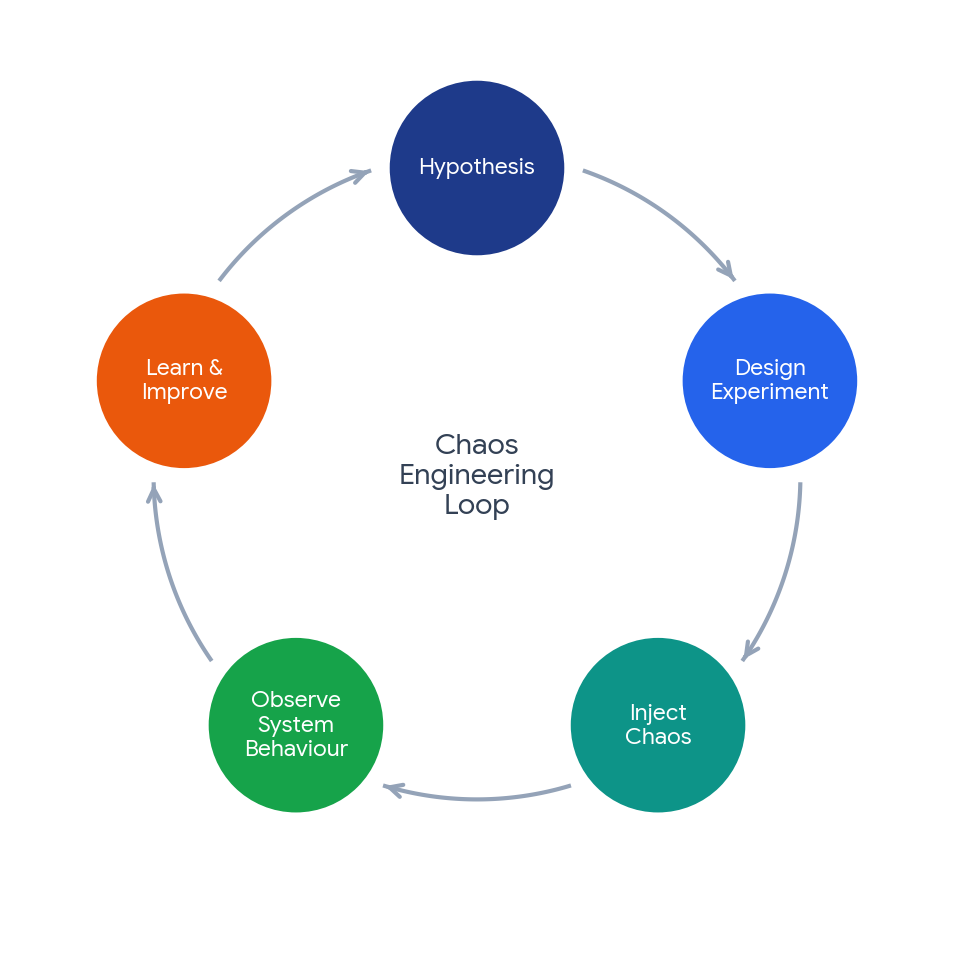 Hypothesis
Design
Experiment
Inject
Chaos
Observe
System
Behaviour
Learn &
Improve
Chaos
Engineering
Loop